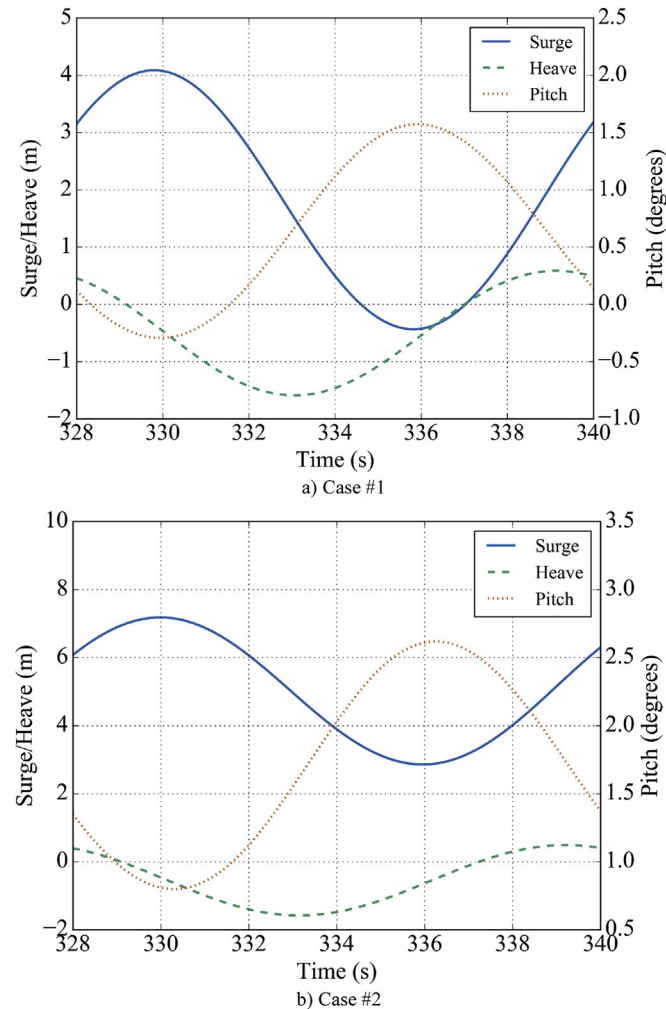 5
4
3
2
1
0
−1
−2
2.5
2.0
1.5
1.0
0.5
0.0
−0.5
−1.0
Surge
Heave
Pitch
Surge/Heave (m)
Pitch (degrees)
328 330 332 334 336 338 340
Time (s)
a) Case #1
10
8
6
4
2
0
−2
3.5
3.0
2.5
2.0
1.5
1.0
0.5
Surge
Heave
Pitch
Surge/Heave (m)
Pitch (degrees)
328 330 332 334 336 338 340
Time (s)
b) Case #2